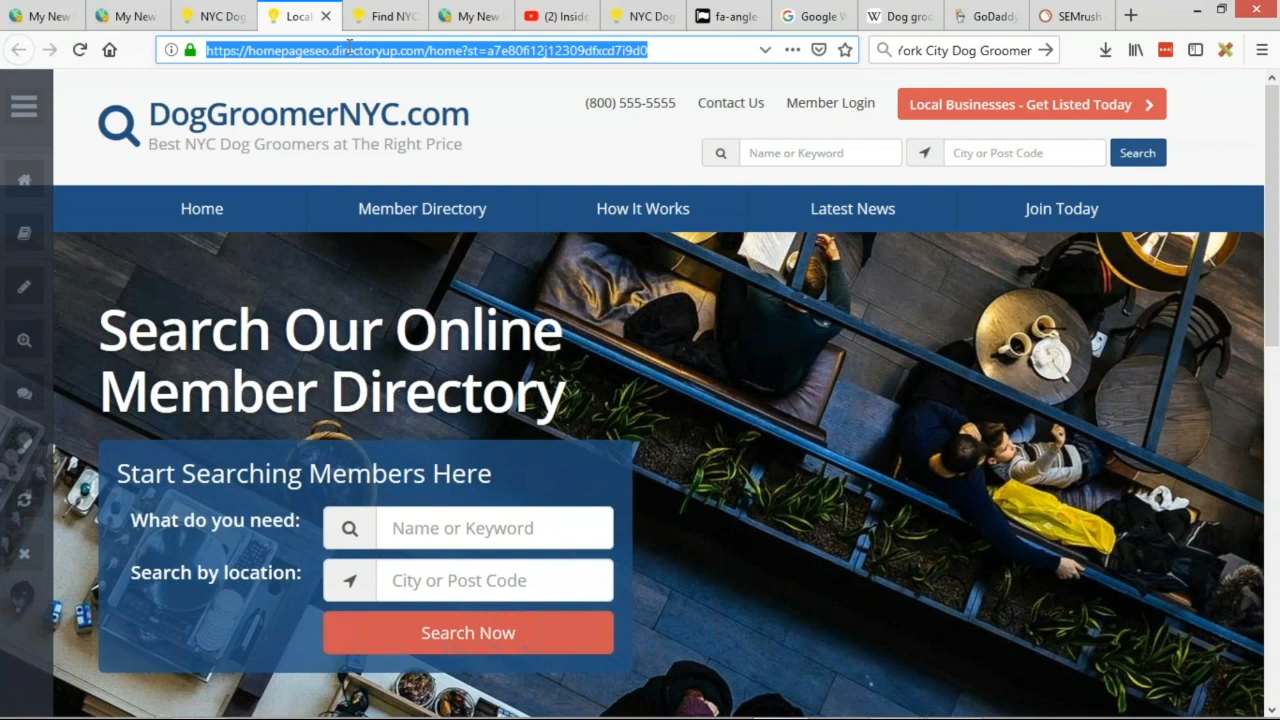 My New
My New
NYC Dog
Local
Find NYC
My New
(2) Inside
NYC Dog
fa-angle
Google W
Dog groo
GoDaddy
SEMrush
https://homepageseo.directoryup.com/home?st=a7e80fi12j12309dfxcd7i9d0
York City Dog Groomer
DogGroomerNYC.com
Best NYC Dog Groomers at The Right Price
(800) 555-5555
Contact Us
Member Login
Local Businesses - Get Listed Today
Name or Keyword
City or Post Code
Search
Home
Member Directory
How It Works
Latest News
Join Today
Search Our Online
Member Directory
Start Searching Members Here
What do you need:
Name or Keyword
Search by location:
City or Post Code
Search Now